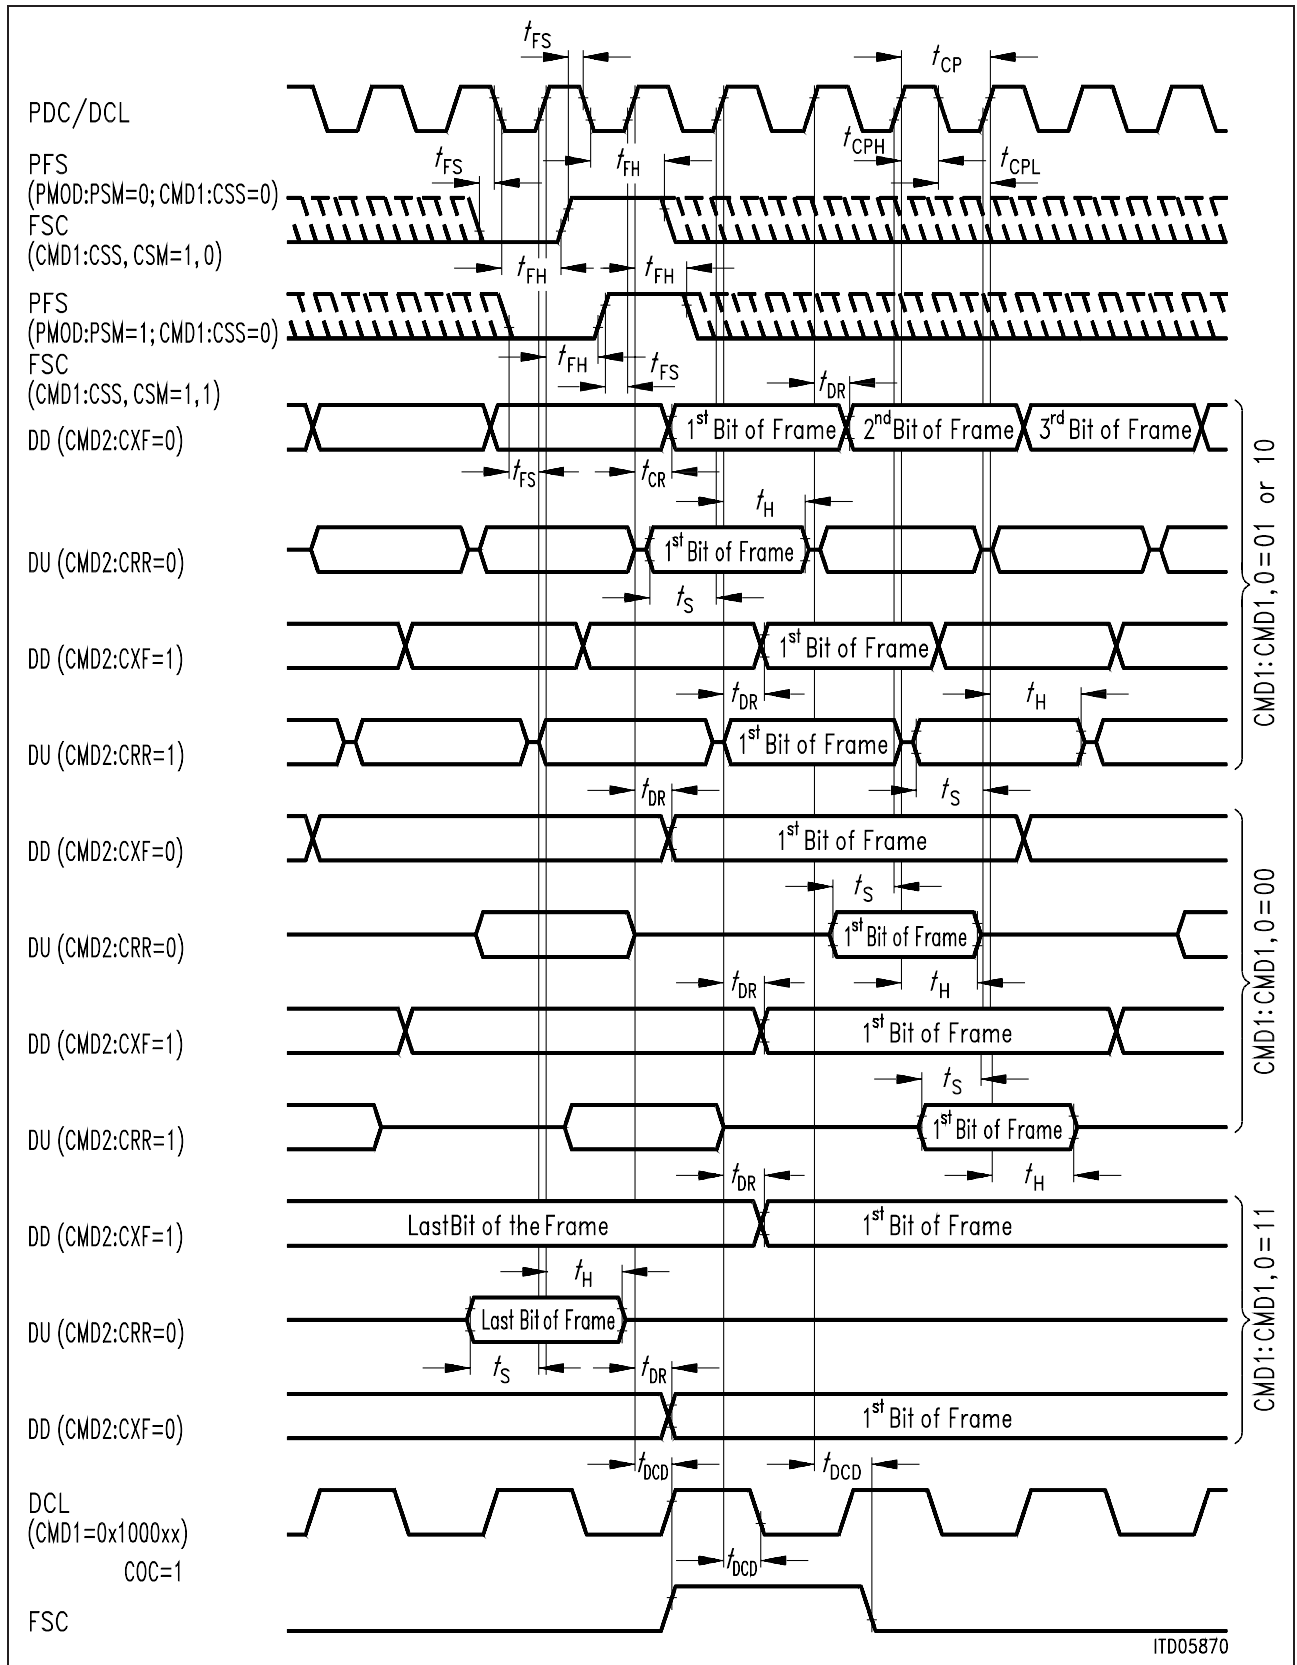 tFS
tCP
PDC/DCL
tCPH
tCPL
PFS
tFS
tFH
(PMOD:PSM=0; CMD1:CSS=0)
FSC
(CMD1:CSS, CSM=1,0)
tFH
tFH
PFS
(PMOD:PSM=1; CMD1:CSS=0)
FSC
tFH
tFS
(CMD1:CSS, CSM=1,1)
tDR
DD (CMD2:CXF=0)
1st Bit of Frame
2nd Bit of Frame
3rd Bit of Frame
tFS
tCR
tH
DU (CMD2:CRR=0)
1st Bit of Frame
tS
DD (CMD2:CXF=1)
1st Bit of Frame
tDR
tH
DU (CMD2:CRR=1)
1st Bit of Frame
CMD1:CMD1,0=01 or 10
tDR
tS
DD (CMD2:CXF=0)
1st Bit of Frame
tS
DU (CMD2:CRR=0)
1st Bit of Frame
tDR
tH
DD (CMD2:CXF=1)
1st Bit of Frame
tS
DU (CMD2:CRR=1)
1st Bit of Frame
CMD1:CMD1,0=00
tDR
tH
DD (CMD2:CXF=1)
Last Bit of the Frame
1st Bit of Frame
tH
DU (CMD2:CRR=0)
Last Bit of Frame
tS
tDR
DD (CMD2:CXF=0)
1st Bit of Frame
CMD1:CMD1,0=11
tDCD
tDCD
DCL
(CMD1=0x1000xx)
COC=1
tDCD
FSC
ITD05870